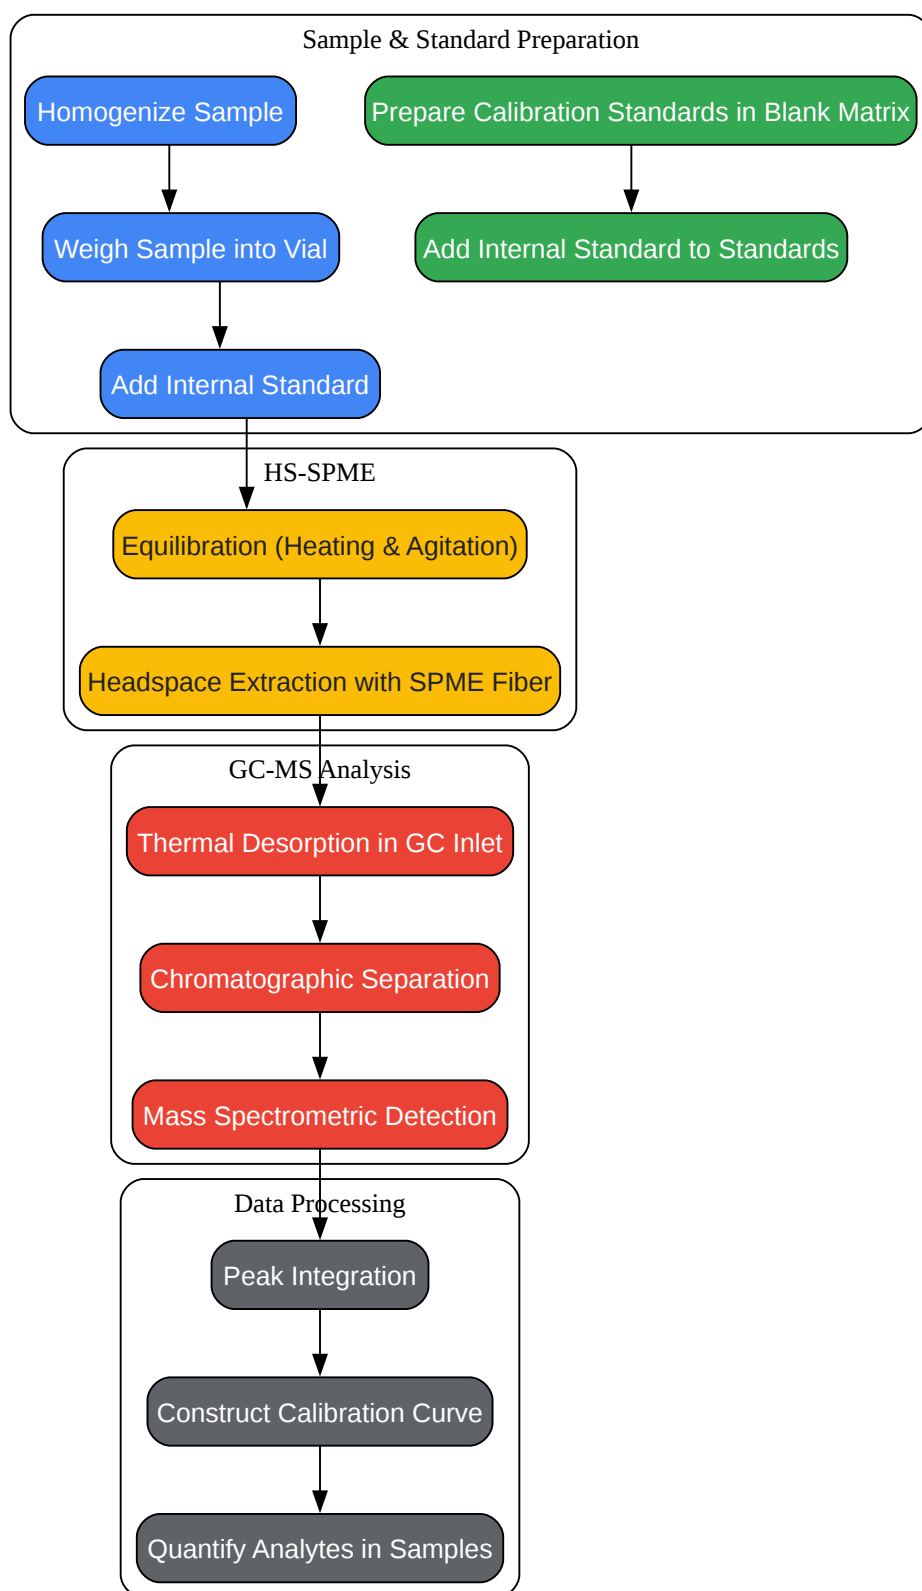 Sample & Standard Preparation
Homogenize Sample
Prepare Calibration Standards in Blank Matrix
Weigh Sample into Vial
Add Internal Standard to Standards
Add Internal Standard
HS-SPME
Equilibration (Heating & Agitation)
Headspace Extraction with SPME Fiber
GC-MS Analysis
Thermal Desorption in GC Inlet
Chromatographic Separation
Mass Spectrometric Detection
Data Processing
Peak Integration
Construct Calibration Curve
Quantify Analytes in Samples